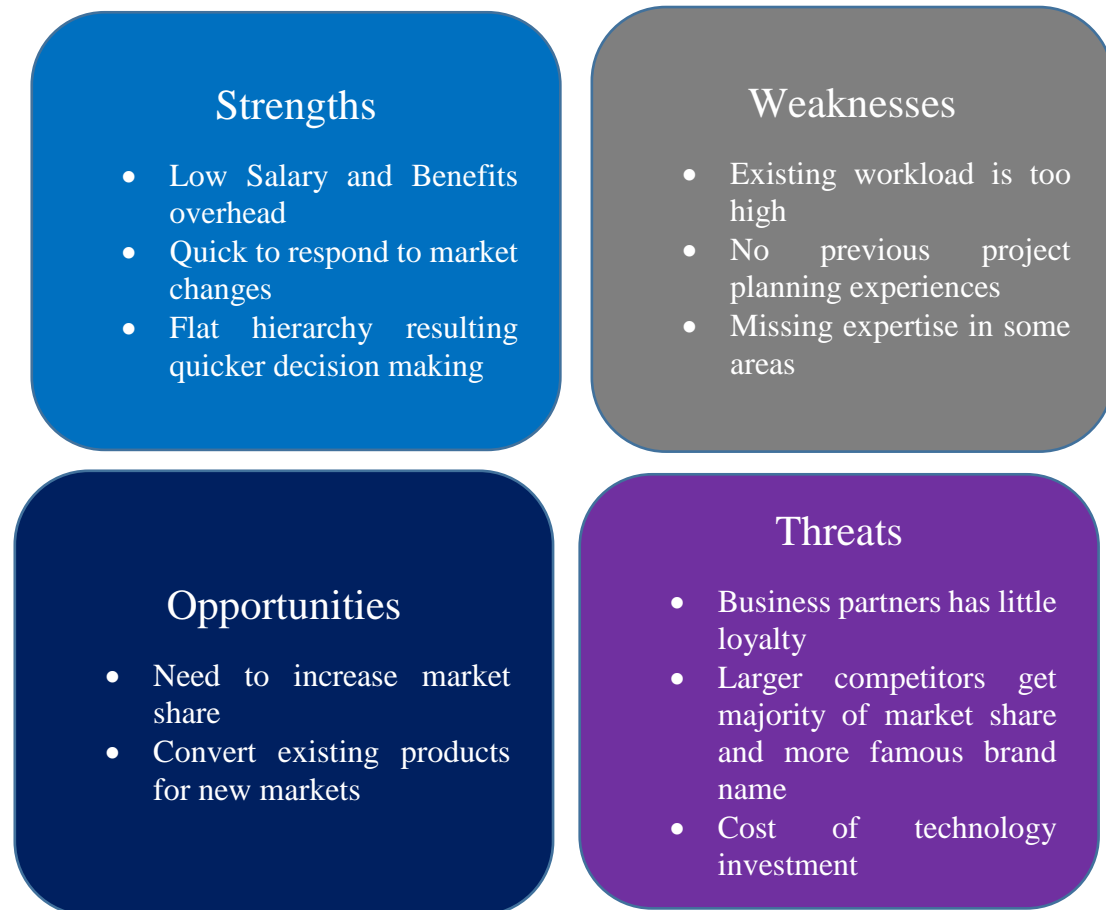 Strengths
• Low Salary and Benefits
overhead
• Quick to respond to market
changes
• Flat hierarchy resulting
quicker decision making
Weaknesses
• Existing workload is too
high
• No previous project
planning experiences
• Missing expertise in some
areas
Opportunities
• Need to increase market
share
• Convert existing products
for new markets
Threats
• Business partners has little
loyalty
• Larger competitors get
majority of market share
and more famous brand
name
• Cost of technology
investment